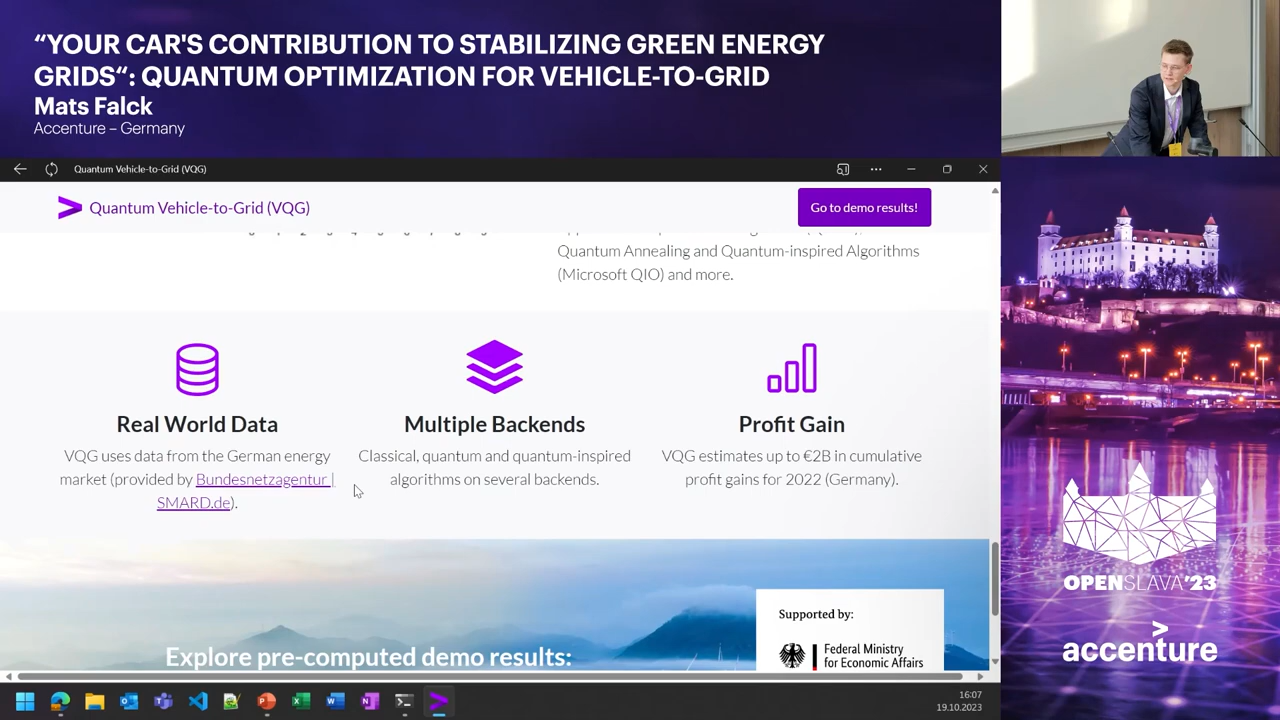 “YOUR CAR'S CONTRIBUTION TO STABILIZING GREEN ENERGY
GRIDS“: QUANTUM OPTIMIZATION FOR VEHICLE-TO-GRID
Mats Falck
Accenture – Germany
Quantum Vehicle-to-Grid (VQG)
Quantum Vehicle-to-Grid (VQG)
Go to demo results!
Quantum Annealing and Quantum-inspired Algorithms
(Microsoft QIO) and more.
Real World Data
VQG uses data from the German energy
market (provided by Bundesnetzagentur |
SMARD.de).
Multiple Backends
Classical, quantum and quantum-inspired
algorithms on several backends.
Profit Gain
VQG estimates up to €2B in cumulative
profit gains for 2022 (Germany).
Explore pre-computed demo results:
Supported by:
Federal Ministry
for Economic Affairs
16:07
19.10.2023
OPENSLAVA'23
accenture